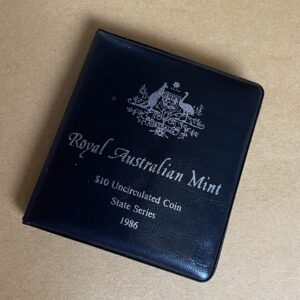 Royal Australian Mint
$10 Uncirculated Coin
State Series
1986